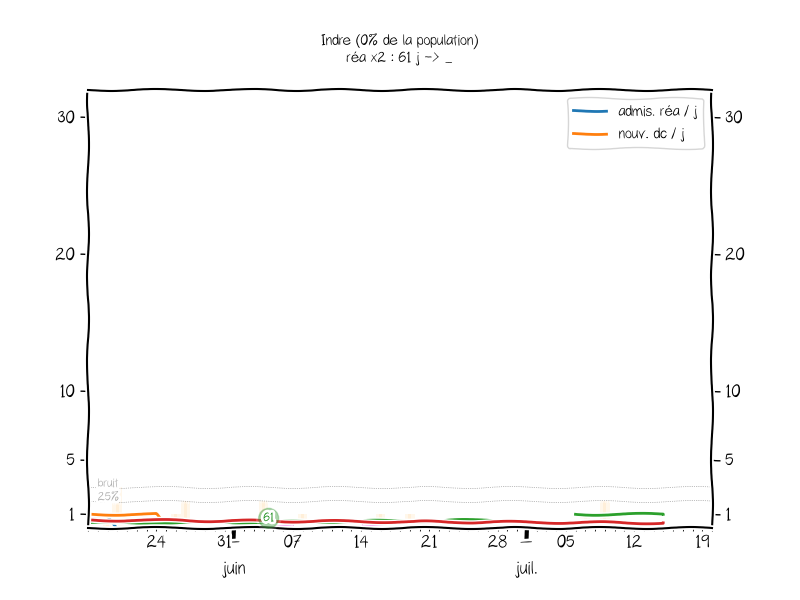 Indre (0% de la population)
réa x2 : 61 j -> _
30
20
10
5
1
30
20
10
5
1
admis. réa / j
nouv. dc / j
bruit
25%
61
24 31 07 14 21 28 05 12 19
juin juil.